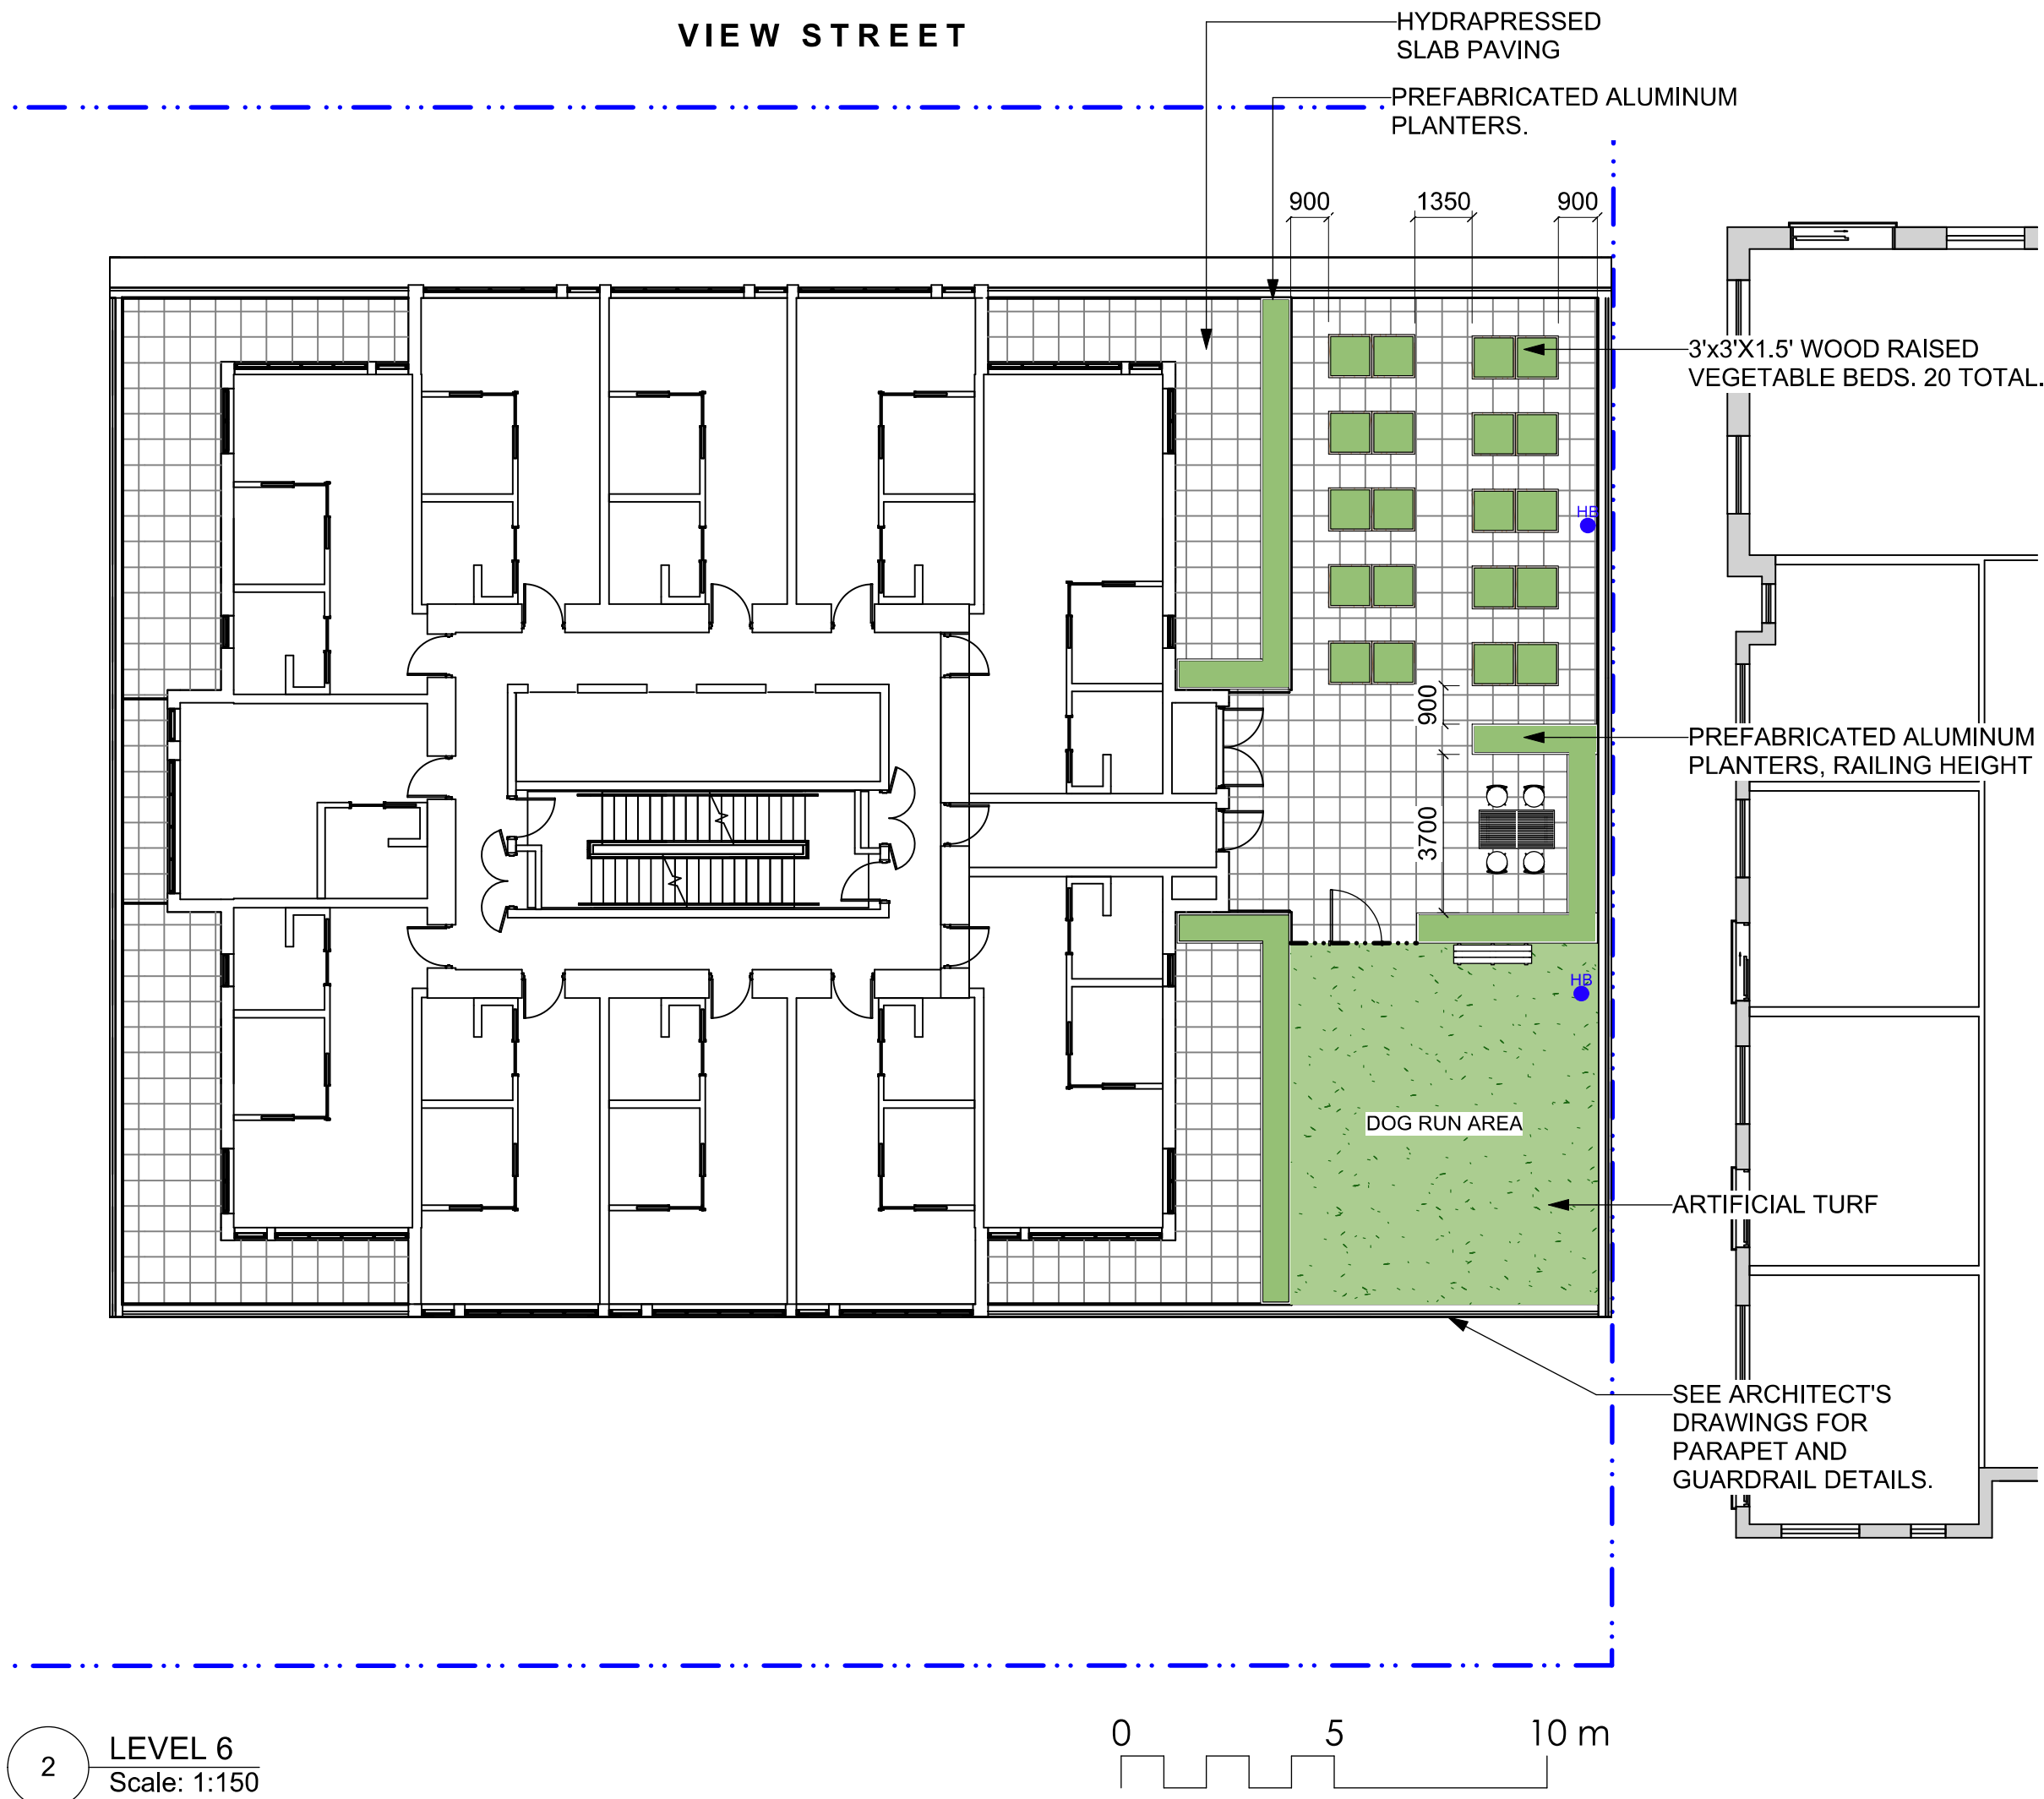 VIEW STREET
HYDRAPRESSED
SLAB PAVING
PREFABRICATED ALUMINUM
PLANTERS.
900
1350
900
3'x3'X1.5' WOOD RAISED
VEGETABLE BEDS. 20 TOTAL.
HB
900
PREFABRICATED ALUMINUM
PLANTERS, RAILING HEIGHT
3700
HB
DOG RUN AREA
ARTIFICIAL TURF
SEE ARCHITECT'S
DRAWINGS FOR
PARAPET AND
GUARDRAIL DETAILS.
2
LEVEL 6
Scale: 1:150
0
5
10 m